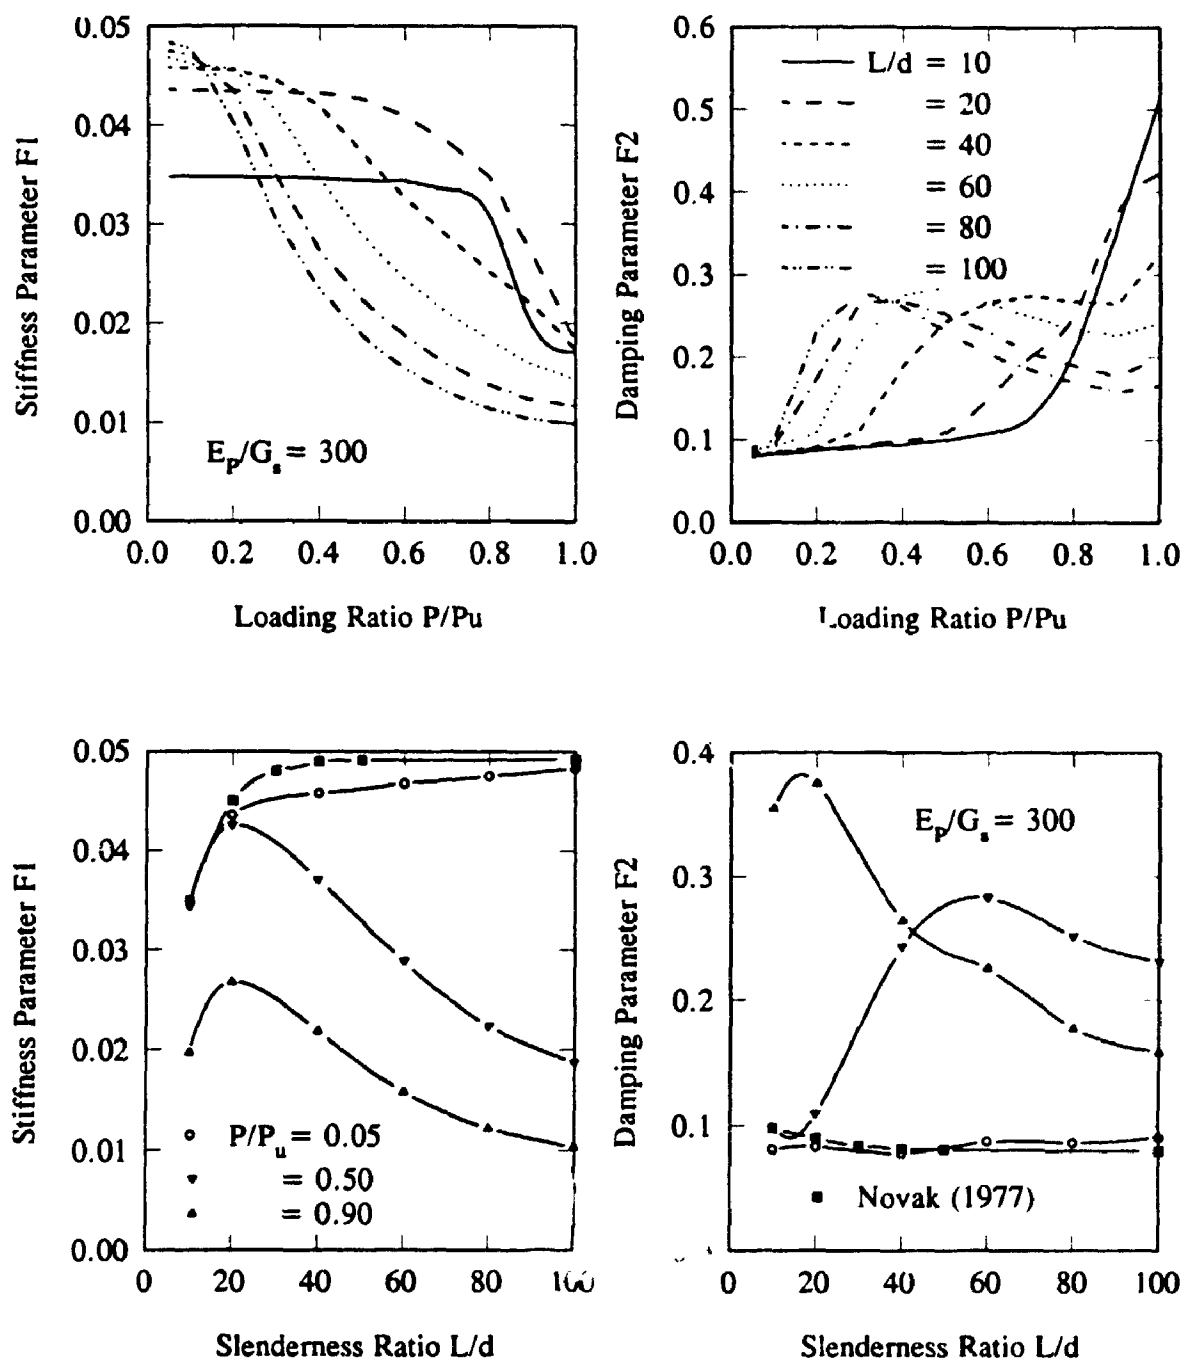 0.05
0.04
0.03
0.02
0.01
0.00
Stiffness Parameter F1
E_P/G_s = 300
0.0 0.2 0.4 0.6 0.8 1.0
Loading Ratio P/Pu
0.6
0.5
0.4
0.3
0.2
0.1
0.0
Damping Parameter F2
L/d = 10
= 20
= 40
= 60
= 80
= 100
0.0 0.2 0.4 0.6 0.8 1.0
Loading Ratio P/Pu
0.05
0.04
0.03
0.02
0.01
0.00
Stiffness Parameter F1
P/P_u = 0.05
= 0.50
= 0.90
0 20 40 60 80 100
Slenderness Ratio L/d
0.4
0.3
0.2
0.1
Damping Parameter F2
E_P/G_s = 300
Novak (1977)
0 20 40 60 80 100
Slenderness Ratio L/d